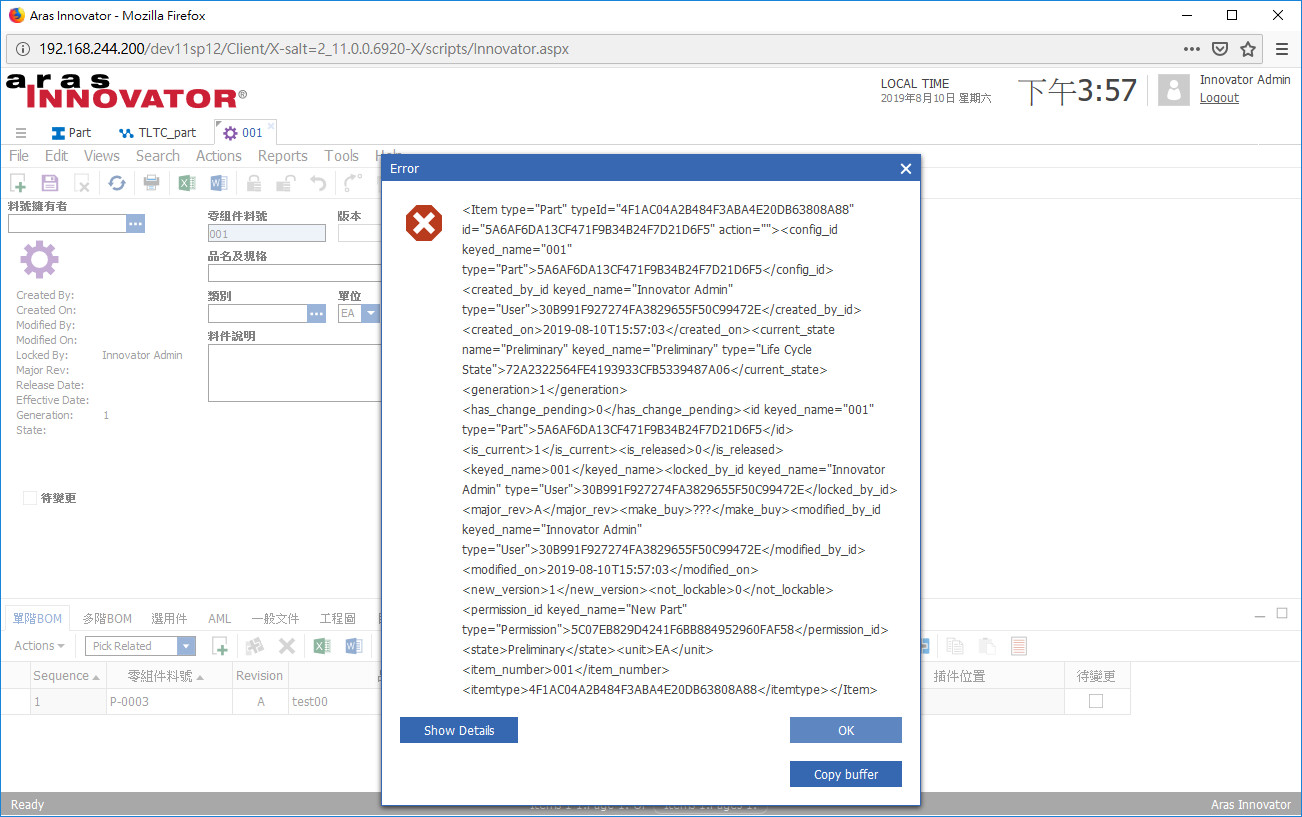 Aras Innovator - Mozilla Firefox
192.168.244.200/dev11sp12/Client/X-salt=2_11.0.0.6920-X/scripts/Innovator.aspx
aras
INNOVATOR®
LOCAL TIME
2019年8月10日 星期六
下午3:57
Innovator Admin
Logout
Part TLTC_part 001
File Edit Views Search Actions Reports Tools Help
料號擁有者
零組件料號 版本
001
品名及規格
類別 單位
EA
料件說明
Created By:
Created On:
Modified By:
Modified On:
Locked By: Innovator Admin
Major Rev:
Release Date:
Effective Date:
Generation: 1
State:
待變更
Error
<Item type="Part" typeId="4F1AC04A2B484F3ABA4E20DB63808A88"
id="5A6AF6DA13CF471F9B34B24F7D21D6F5" action=""><config_id
keyed_name="001"
type="Part">5A6AF6DA13CF471F9B34B24F7D21D6F5</config_id>
<created_by_id keyed_name="Innovator Admin"
type="User">30B991F927274FA3829655F50C99472E</created_by_id>
<created_on>2019-08-10T15:57:03</created_on><current_state
name="Preliminary" keyed_name="Preliminary" type="Life Cycle
State">72A2322564FE4193933CFB5339487A06</current_state>
<generation>1</generation>
<has_change_pending>0</has_change_pending><id keyed_name="001"
type="Part">5A6AF6DA13CF471F9B34B24F7D21D6F5</id>
<is_current>1</is_current><is_released>0</is_released>
<keyed_name>001</keyed_name><locked_by_id keyed_name="Innovator
Admin" type="User">30B991F927274FA3829655F50C99472E</locked_by_id>
<major_rev>A</major_rev><make_buy>???</make_buy><modified_by_id
keyed_name="Innovator Admin"
type="User">30B991F927274FA3829655F50C99472E</modified_by_id>
<modified_on>2019-08-10T15:57:03</modified_on>
<new_version>1</new_version><not_lockable>0</not_lockable>
<permission_id keyed_name="New Part"
type="Permission">5C07EB829D4241F6BB884952960FAF58</permission_id>
<state>Preliminary</state><unit>EA</unit>
<item_number>001</item_number>
<itemtype>4F1AC04A2B484F3ABA4E20DB63808A88</itemtype></Item>
Show Details OK
Copy buffer
單階BOM 多階BOM 選用件 AML 一般文件 工程圖
Actions Pick Related
Sequence 零組件料號 Revision 插件位置 待變更
1 P-0003 A test00
Ready Aras Innovator